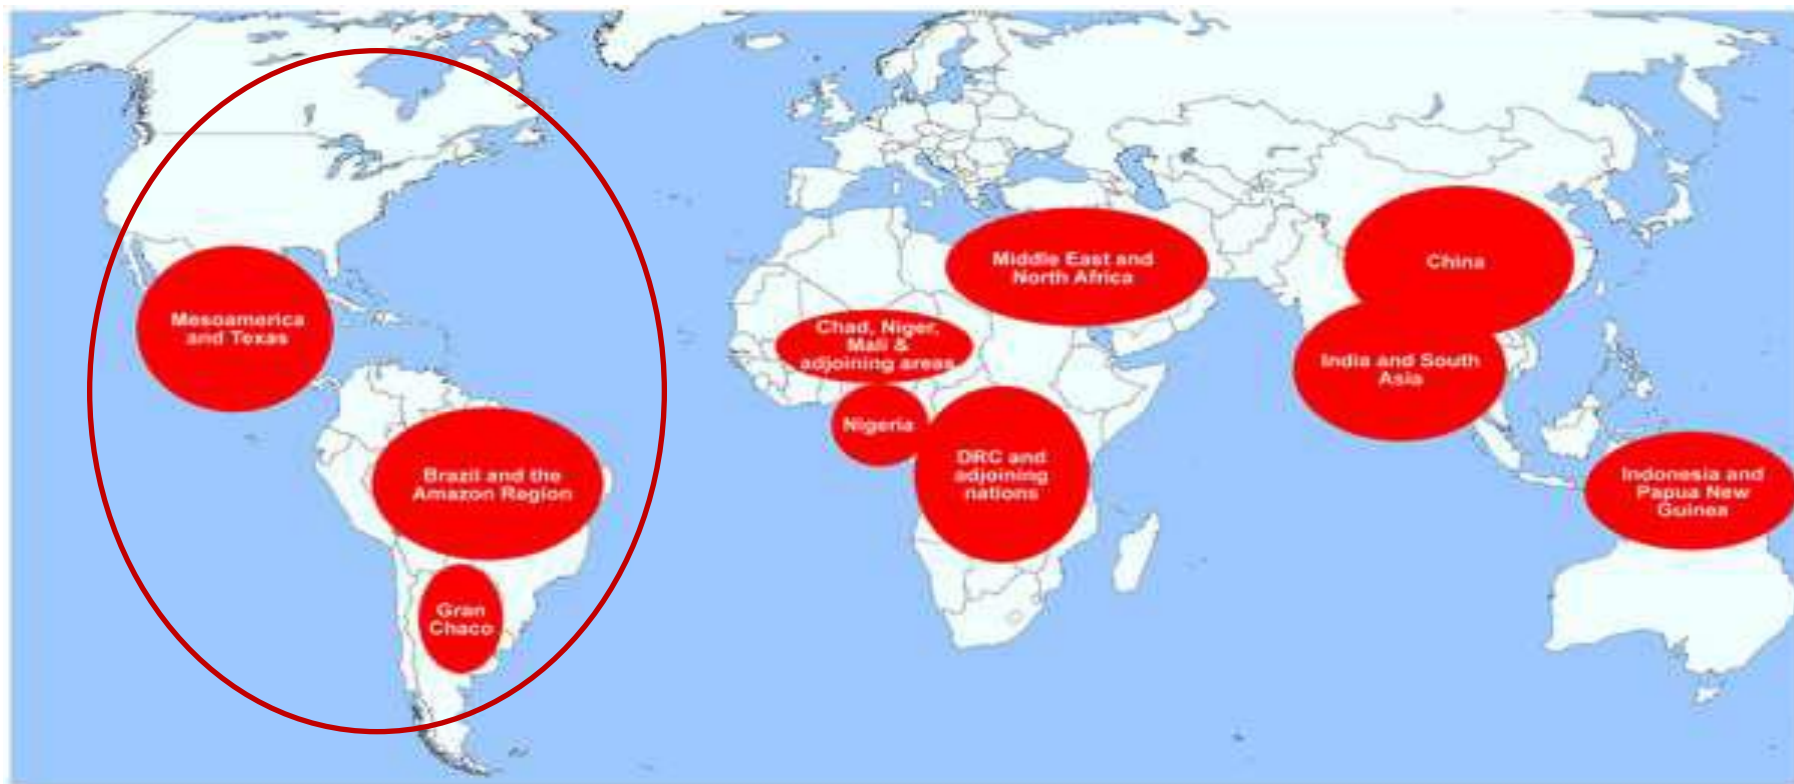 Mesoamerica
and Texas
Brazil and the
Amazon Region
Gran
Chaco
Middle East and
North Africa
Chad, Niger,
Mali &
adjoining areas
Nigeria
DRC and
adjoining
nations
China
India and South
Asia
Indonesia and
Papua New
Guinea